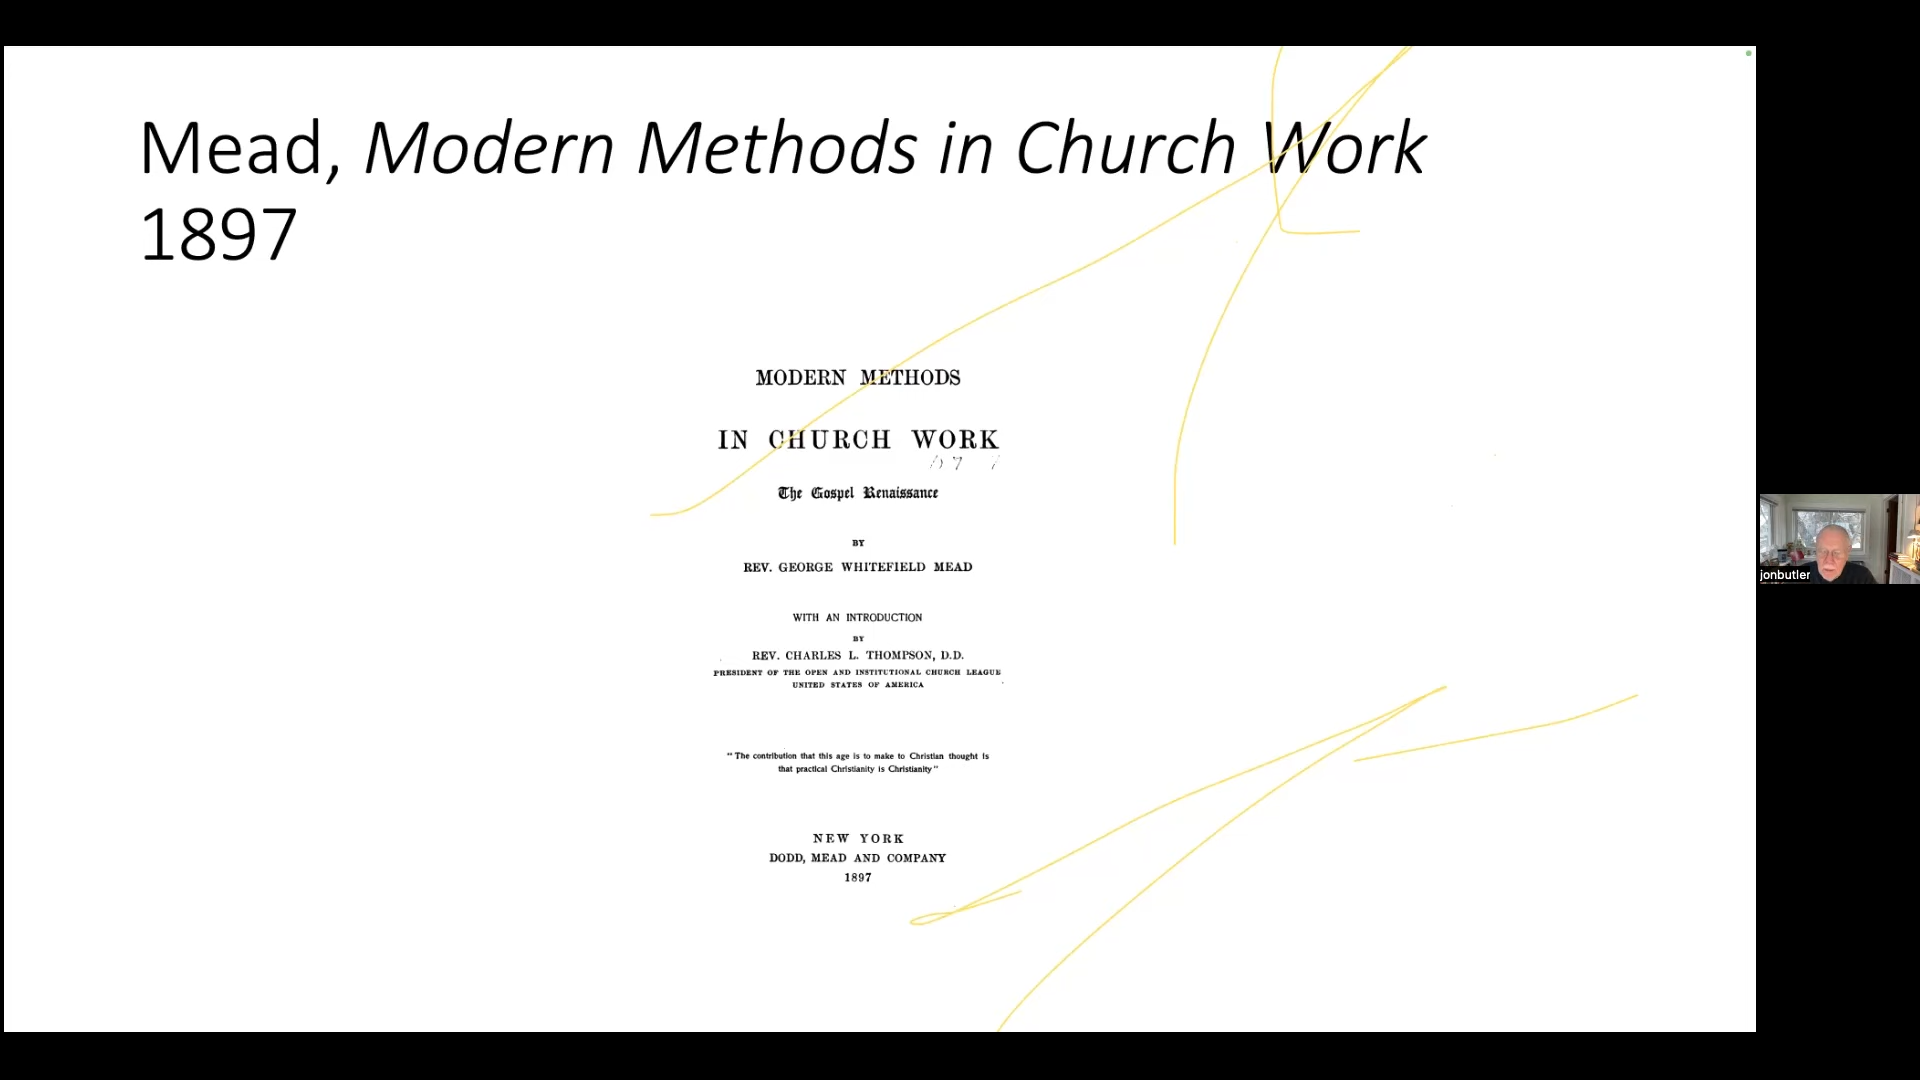 Mead, Modern Methods in Church Work
1897
MODERN METHODS
IN CHURCH WORK
The Gospel Renaissance
BY
REV. GEORGE WHITEFIELD MEAD
WITH AN INTRODUCTION
BY
REV. CHARLES L. THOMPSON, D.D.
PRESIDENT OF THE OPEN AND INSTITUTIONAL CHURCH LEAGUE
UNITED STATES OF AMERICA
"The contribution that this age is to make to Christian thought is
that practical Christianity is Christianity"
NEW YORK
DODD, MEAD AND COMPANY
1897
jonbutler